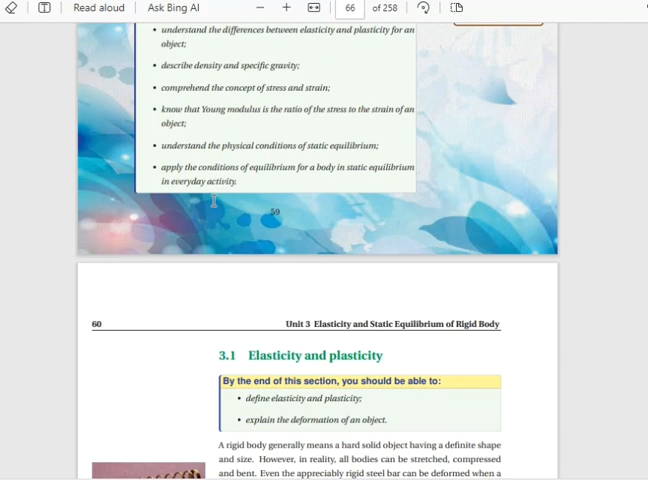 Read aloud
Ask Bing AI
66
of 258
• understand the differences between elasticity and plasticity for an
object;
• describe density and specific gravity;
• comprehend the concept of stress and strain;
• know that Young modulus is the ratio of the stress to the strain of an
object;
• understand the physical conditions of static equilibrium;
• apply the conditions of equilibrium for a body in static equilibrium
in everyday activity.
59
60
Unit 3 Elasticity and Static Equilibrium of Rigid Body
3.1 Elasticity and plasticity
By the end of this section, you should be able to:
• define elasticity and plasticity;
• explain the deformation of an object.
A rigid body generally means a hard solid object having a definite shape
and size. However, in reality, all bodies can be stretched, compressed
and bent. Even the appreciably rigid steel bar can be deformed when a